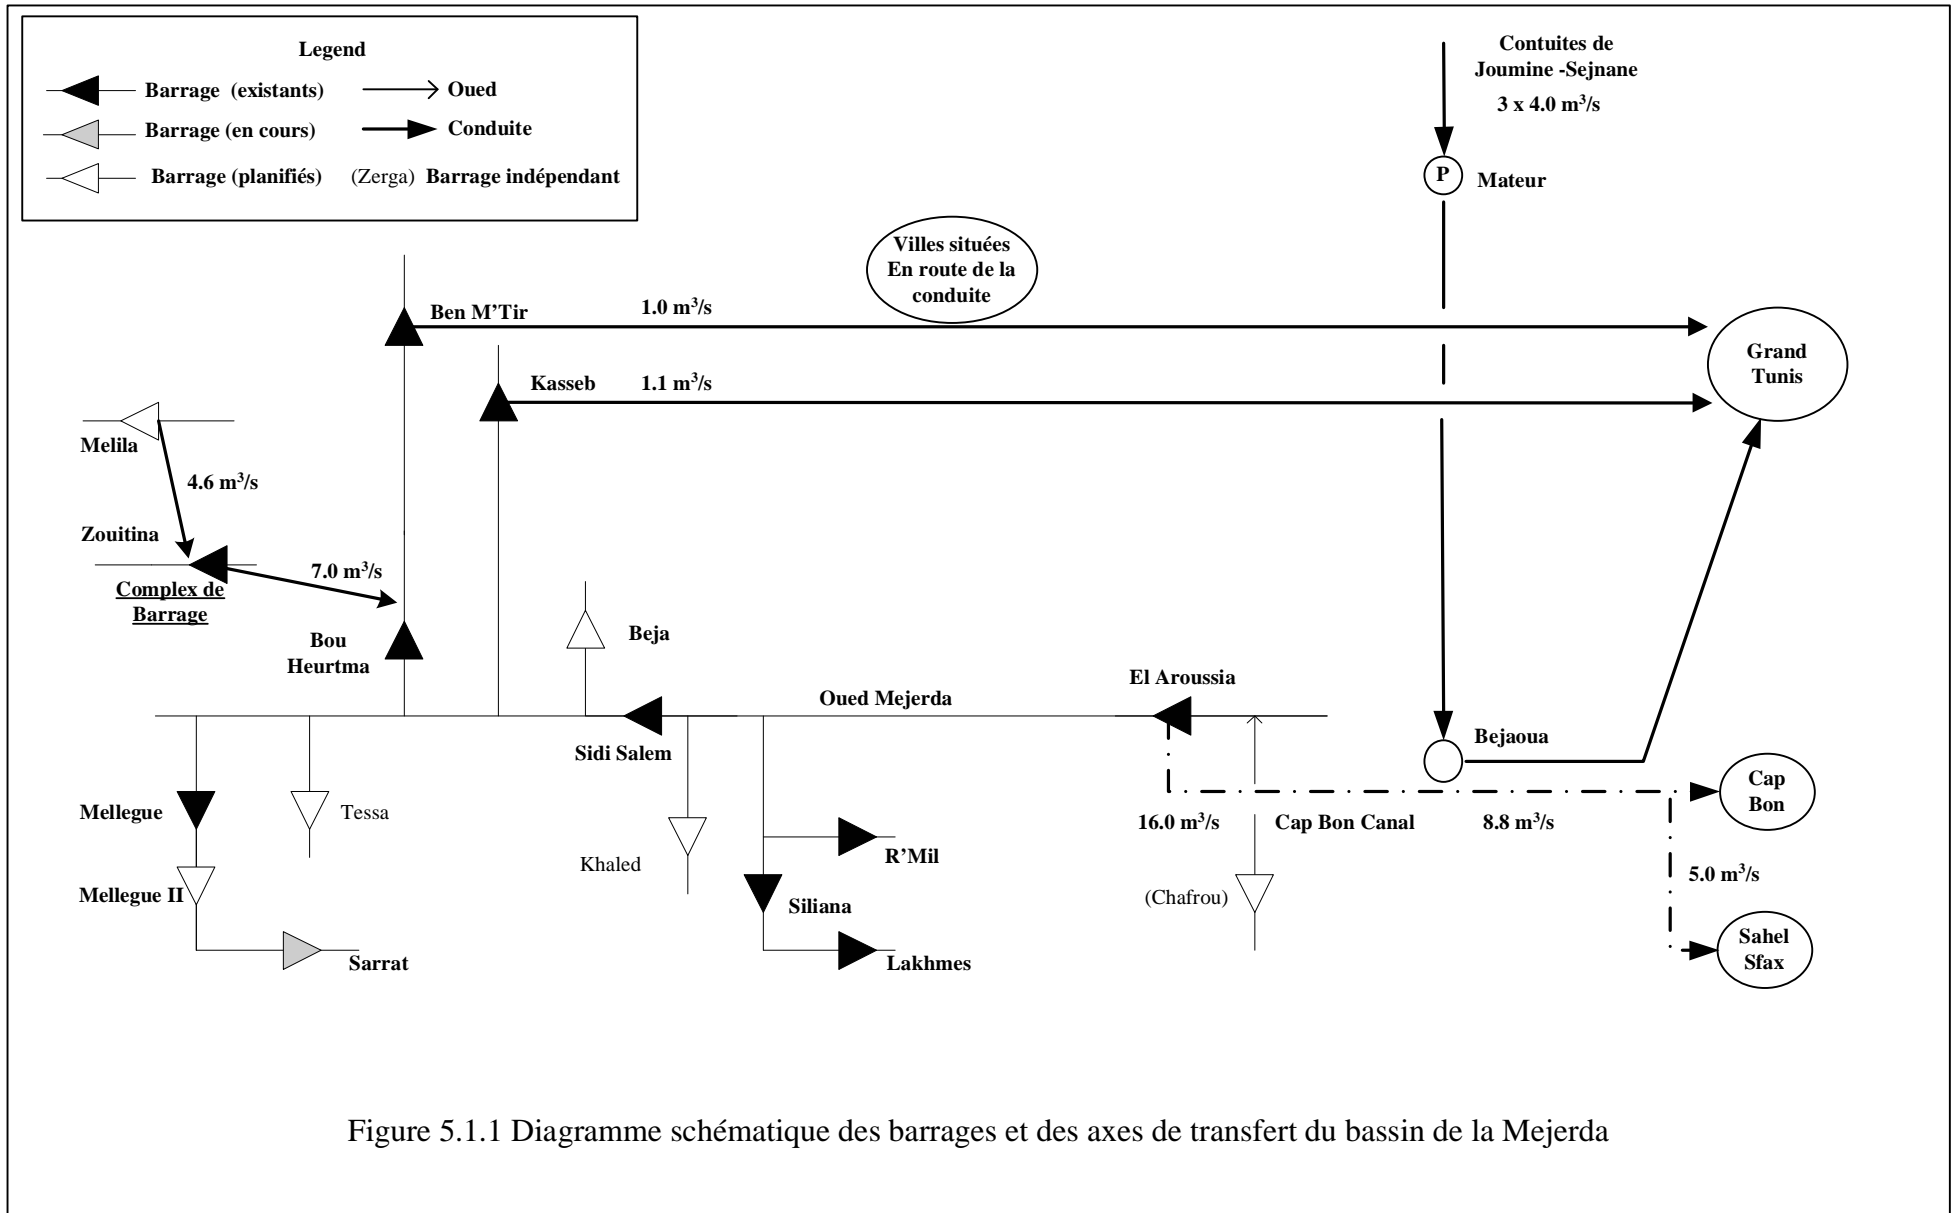 Legend
Barrage (existants)
Oued
Barrage (en cours)
Conduite
Barrage (planifiés)
(Zerga) Barrage indépendant
Contuites de
Joumine -Sejnane
3 x 4.0 m³/s
P
Mateur
Villes situées
En route de la
conduite
Ben M’Tir
1.0 m³/s
Grand
Tunis
Kasseb
1.1 m³/s
Melila
4.6 m³/s
Zouitina
7.0 m³/s
Complex de
Barrage
Bou
Heurtma
Beja
El Aroussia
Oued Mejerda
Sidi Salem
Bejaoua
Cap
Bon
Mellegue
Tessa
16.0 m³/s
Cap Bon Canal
8.8 m³/s
Khaled
R’Mil
5.0 m³/s
Mellegue II
Siliana
(Chafrou)
Sahel
Sfax
Sarrat
Lakhmes
Figure 5.1.1 Diagramme schématique des barrages et des axes de transfert du bassin de la Mejerda